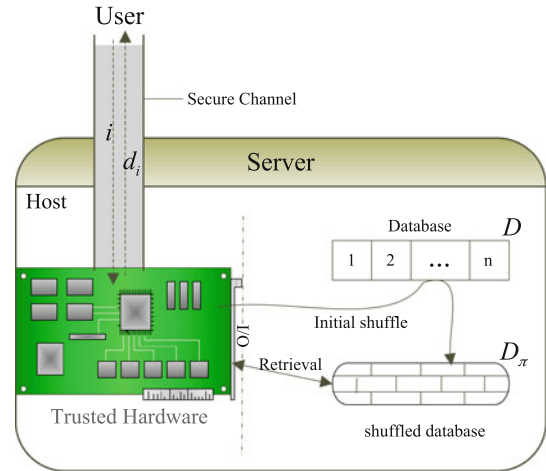 User
Secure Channel
i
d_i
Server
Host
Database
D
1 2 ... n
Initial shuffle
I/O
Retrieval
D_π
Trusted Hardware
shuffled database